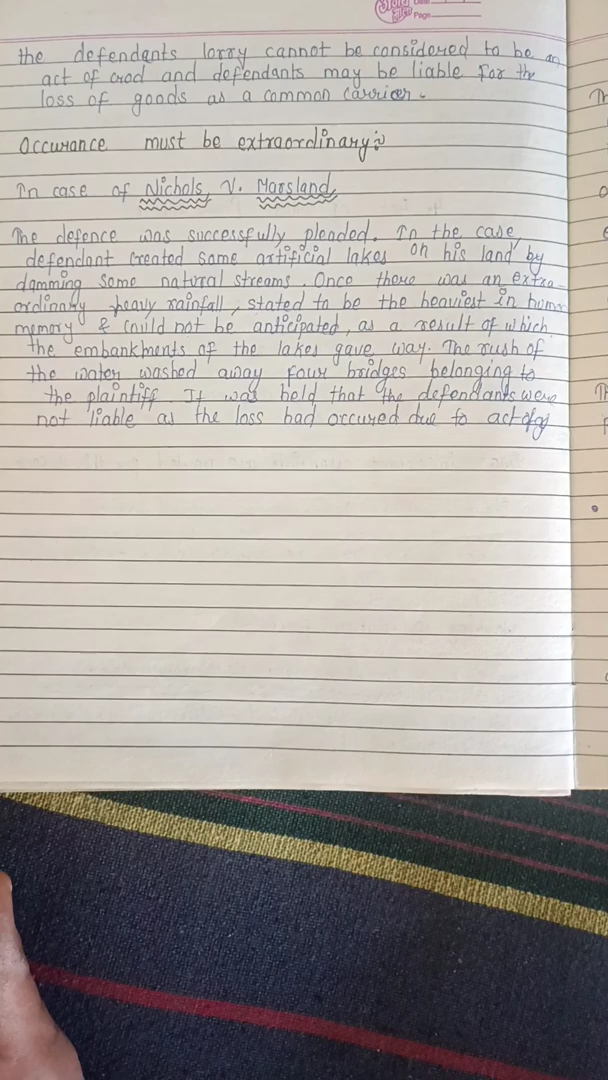 Date
Page
the defendants lorry cannot be considered to be an
act of God and defendants may be liable for the
loss of goods as a common carrier.
Occurance must be extraordinary:-
In case of Nichols V. Marsland,
The defence was successfully pleaded. In the case,
defendant created some artificial lakes on his land by
damming some natural streams. Once there was an extra-
ordinary heavy rainfall, stated to be the heaviest in human
memory & could not be anticipated, as a result of which
the embankments of the lakes gave way. The rush of
the water washed away four bridges belonging to
the plaintiff. It was held that the defendants were
not liable as the loss had occured due to act of g